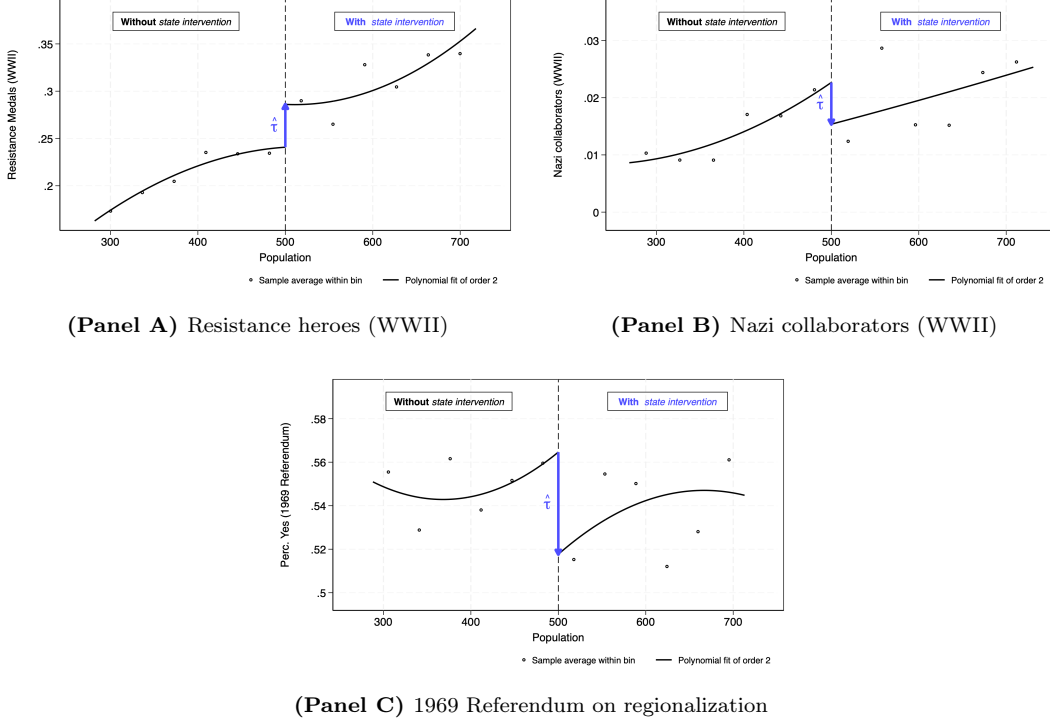 Without state intervention
With state intervention
Resistance Medals (WWII)
.35
.3
.25
.2
τ̂
300 400 500 600 700
Population
Sample average within bin
Polynomial fit of order 2
(Panel A) Resistance heroes (WWII)
Without state intervention
With state intervention
Nazi collaborators (WWII)
.03
.02
.01
0
τ̂
300 400 500 600 700
Population
Sample average within bin
Polynomial fit of order 2
(Panel B) Nazi collaborators (WWII)
Without state intervention
With state intervention
Perc. Yes (1969 Referendum)
.58
.56
.54
.52
.5
τ̂
300 400 500 600 700
Population
Sample average within bin
Polynomial fit of order 2
(Panel C) 1969 Referendum on regionalization